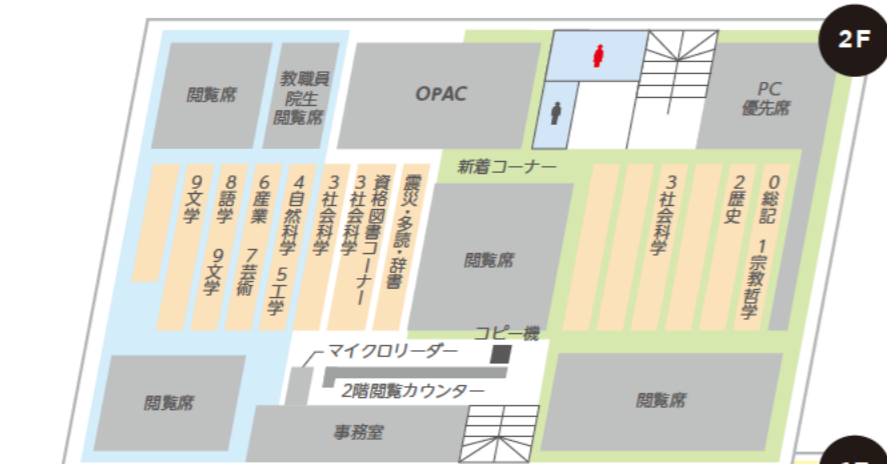 2F
閲覧席
教職員
院生
閲覧席
OPAC
PC
優先席
新着コーナー
9文学
8語学 9文学
6産業 7芸術
4自然科学 5工学
3社会科学
3社会科学
資格図書コーナー
震災・多読・辞書
閲覧席
3社会科学
2歴史
0総記 1宗教哲学
コピー機
マイクロリーダー
2階閲覧カウンター
閲覧席
事務室
閲覧席